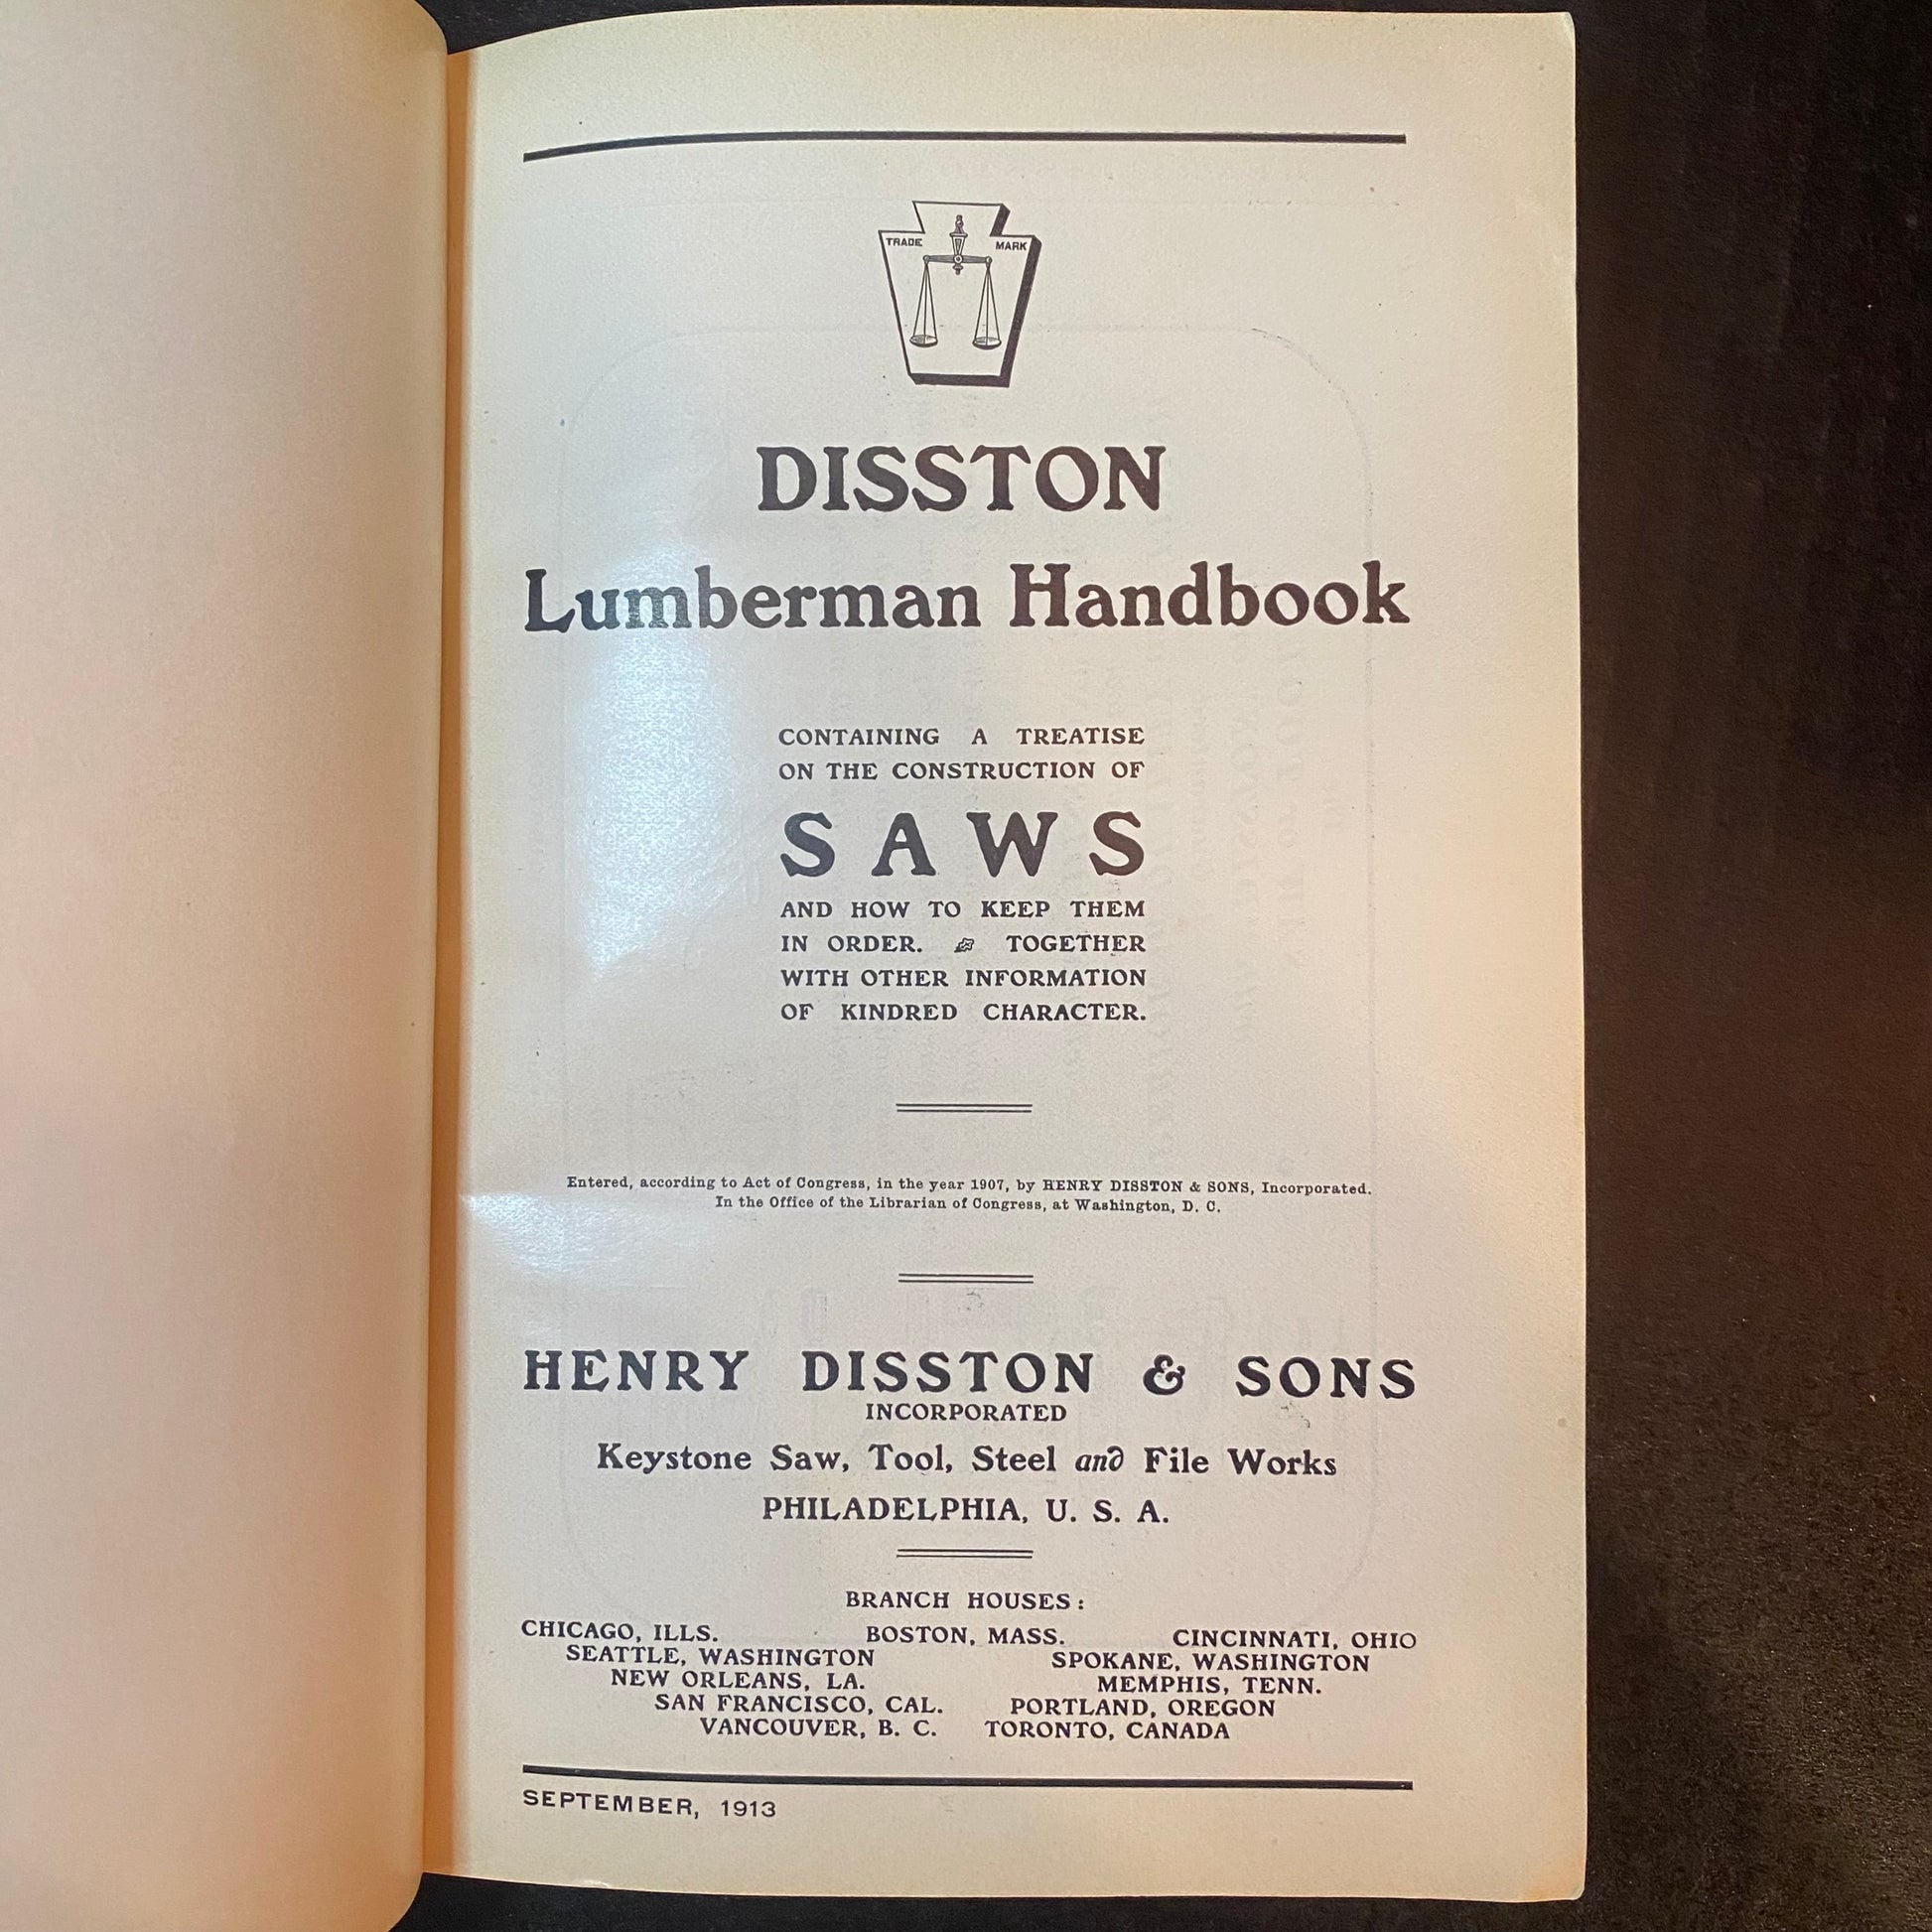 TRADE MARK
DISSTON
Lumberman Handbook
CONTAINING A TREATISE
ON THE CONSTRUCTION OF
SAWS
AND HOW TO KEEP THEM
IN ORDER. TOGETHER
WITH OTHER INFORMATION
OF KINDRED CHARACTER.
Entered, according to Act of Congress, in the year 1907, by HENRY DISSTON & SONS, Incorporated.
In the Office of the Librarian of Congress, at Washington, D. C.
HENRY DISSTON & SONS
INCORPORATED
Keystone Saw, Tool, Steel and File Works
PHILADELPHIA, U. S. A.
BRANCH HOUSES:
CHICAGO, ILLS. BOSTON, MASS. CINCINNATI, OHIO
SEATTLE, WASHINGTON SPOKANE, WASHINGTON
NEW ORLEANS, LA. MEMPHIS, TENN.
SAN FRANCISCO, CAL. PORTLAND, OREGON
VANCOUVER, B. C. TORONTO, CANADA
SEPTEMBER, 1913